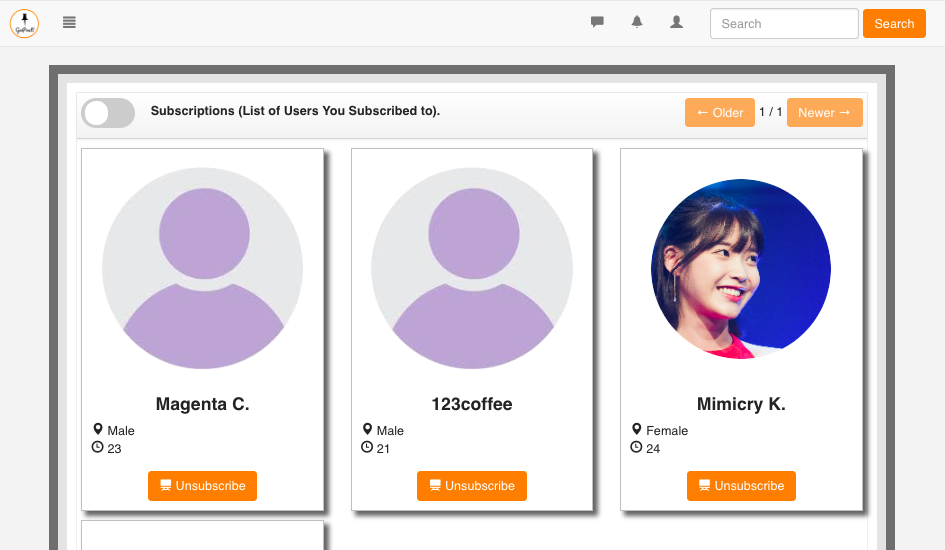 Search
Search
Subscriptions (List of Users You Subscribed to).
← Older
1 / 1
Newer →
Magenta C.
Male
23
Unsubscribe
123coffee
Male
21
Unsubscribe
Mimicry K.
Female
24
Unsubscribe